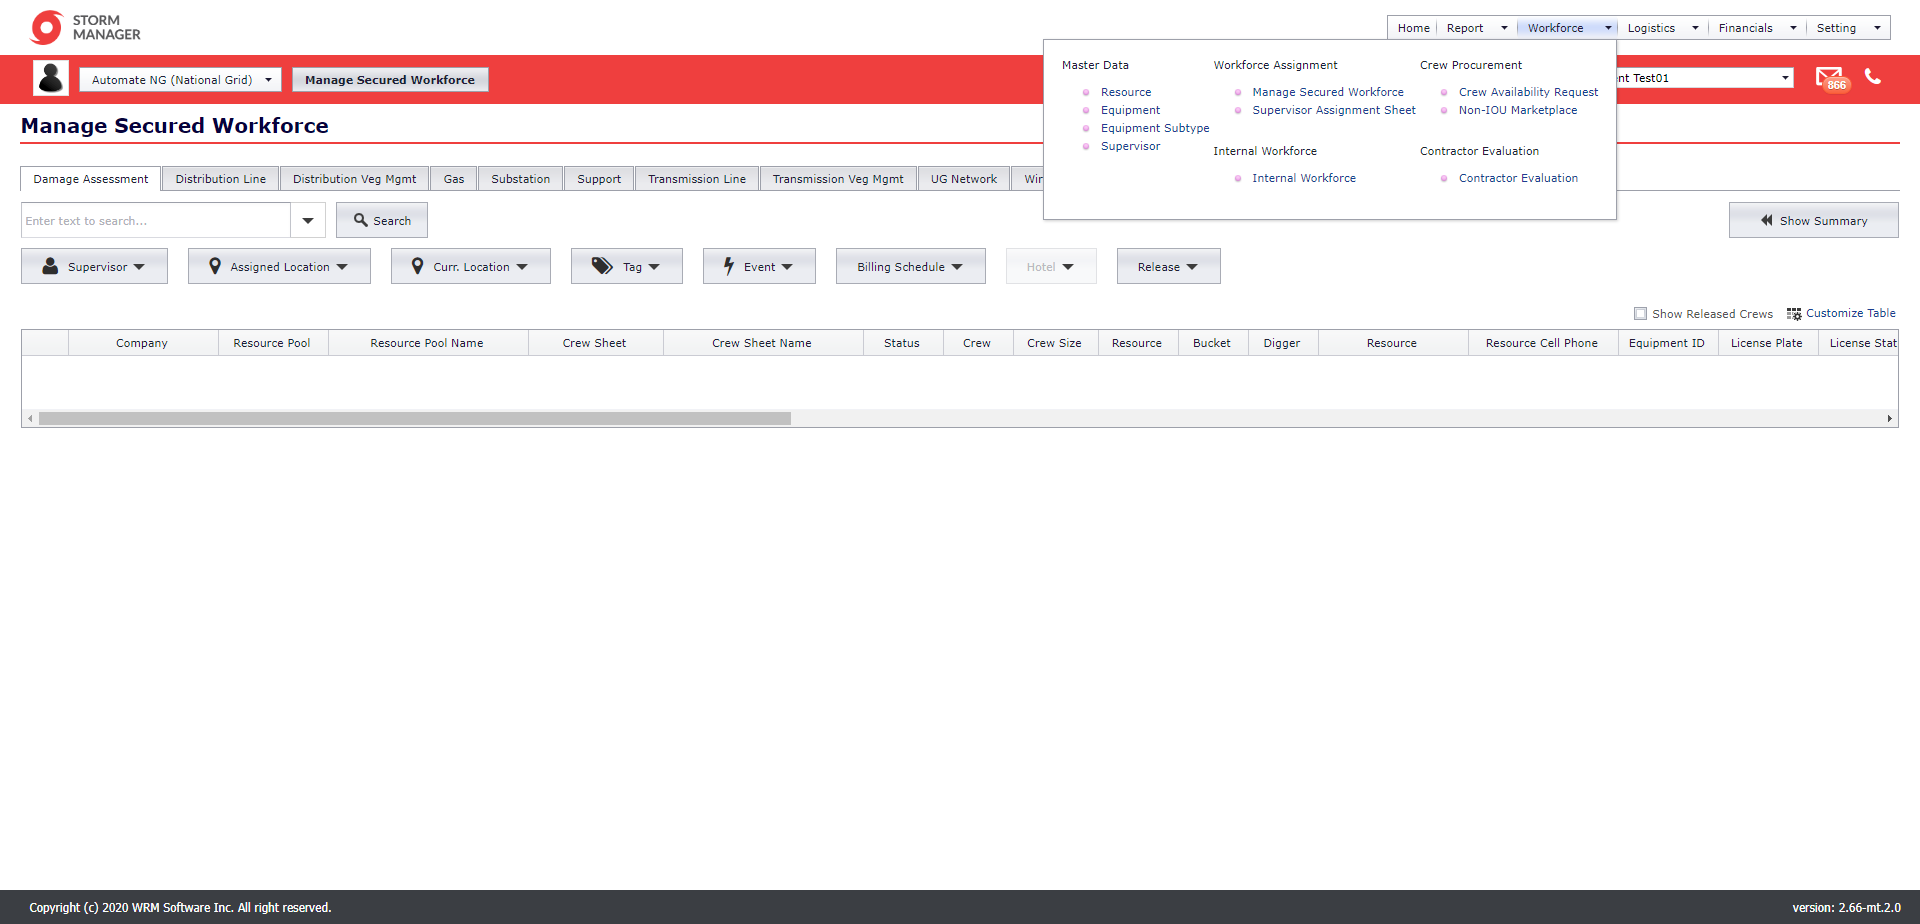 STORM
MANAGER
Home Report Workforce Logistics Financials Setting
Automate NG (National Grid) Manage Secured Workforce
nt Test01
866
Master Data
Resource
Equipment
Equipment Subtype
Supervisor
Workforce Assignment
Manage Secured Workforce
Supervisor Assignment Sheet
Internal Workforce
Internal Workforce
Crew Procurement
Crew Availability Request
Non-IOU Marketplace
Contractor Evaluation
Contractor Evaluation
Manage Secured Workforce
Damage Assessment Distribution Line Distribution Veg Mgmt Gas Substation Support Transmission Line Transmission Veg Mgmt UG Network Wir
Enter text to search... Search Show Summary
Supervisor Assigned Location Curr. Location Tag Event Billing Schedule Hotel Release
Show Released Crews Customize Table
Company Resource Pool Resource Pool Name Crew Sheet Crew Sheet Name Status Crew Crew Size Resource Bucket Digger Resource Resource Cell Phone Equipment ID License Plate License Stat
Copyright (c) 2020 WRM Software Inc. All right reserved. version: 2.66-mt.2.0